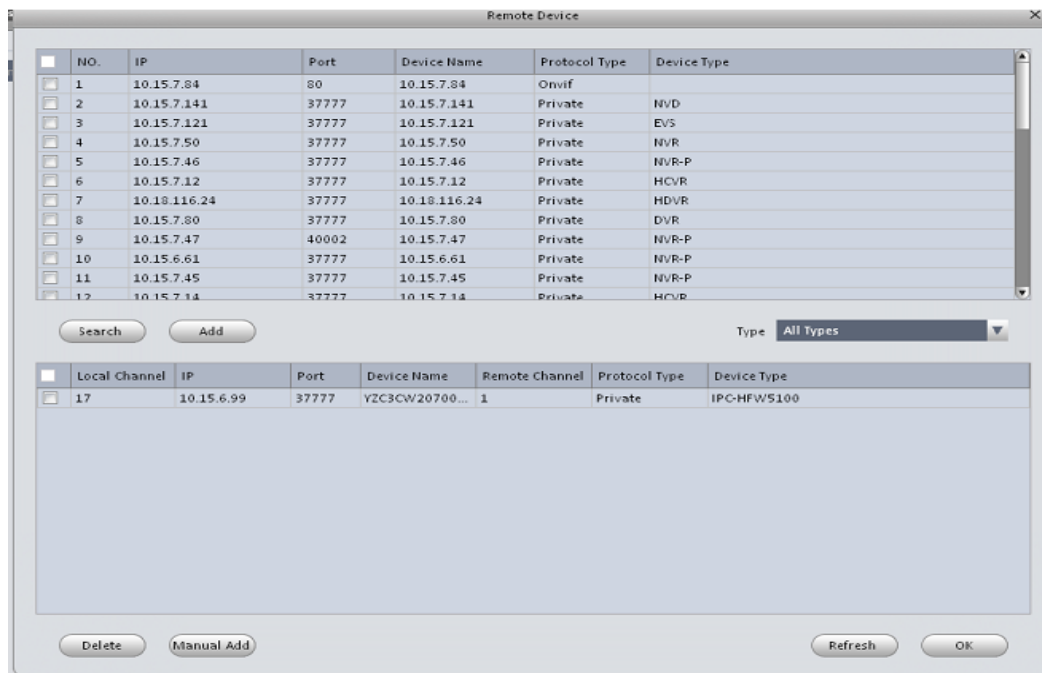 Remote Device
NO. IP Port Device Name Protocol Type Device Type
1 10.15.7.84 80 10.15.7.84 Onvif
2 10.15.7.141 37777 10.15.7.141 Private NVD
3 10.15.7.121 37777 10.15.7.121 Private EVS
4 10.15.7.50 37777 10.15.7.50 Private NVR
5 10.15.7.46 37777 10.15.7.46 Private NVR-P
6 10.15.7.12 37777 10.15.7.12 Private HCVR
7 10.18.116.24 37777 10.18.116.24 Private HDVR
8 10.15.7.80 37777 10.15.7.80 Private DVR
9 10.15.7.47 40002 10.15.7.47 Private NVR-P
10 10.15.6.61 37777 10.15.6.61 Private NVR-P
11 10.15.7.45 37777 10.15.7.45 Private NVR-P
12 10.15.7.14 37777 10.15.7.14 Private HCVR
Search Add Type All Types
Local Channel IP Port Device Name Remote Channel Protocol Type Device Type
17 10.15.6.99 37777 YZC3CW20700... 1 Private IPC-HFW5100
Delete Manual Add Refresh OK